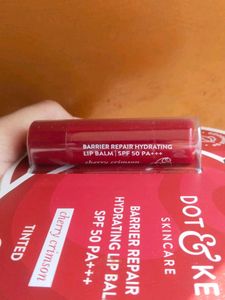 BARRIER REPAIR HYDRATING
LIP BALM | SPF 50 PA+++
cherry crimson
DOT & KE
SKINCARE
BARRIER REPAIR
HYDRATING LIP BAL
SPF 50 PA+++
cherry crimson
TINTED